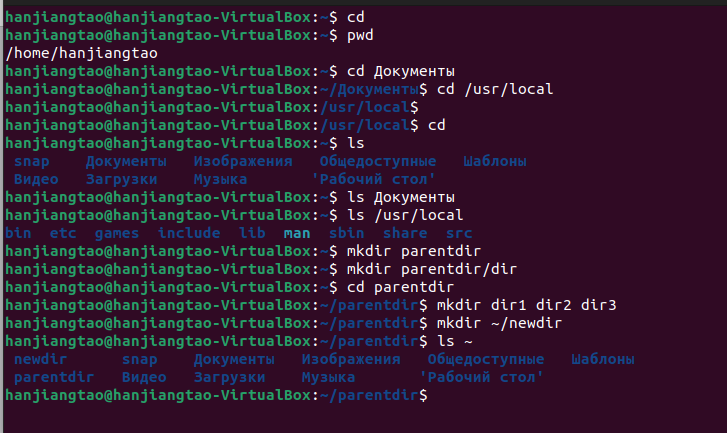 hanjiangtao@hanjiangtao-VirtualBox:~$ cd
hanjiangtao@hanjiangtao-VirtualBox:~$ pwd
/home/hanjiangtao
hanjiangtao@hanjiangtao-VirtualBox:~$ cd Документы
hanjiangtao@hanjiangtao-VirtualBox:~/Документы$ cd /usr/local
hanjiangtao@hanjiangtao-VirtualBox:/usr/local$
hanjiangtao@hanjiangtao-VirtualBox:/usr/local$ cd
hanjiangtao@hanjiangtao-VirtualBox:~$ ls
snap Документы Изображения Общедоступные Шаблоны
Видео Загрузки Музыка 'Рабочий стол'
hanjiangtao@hanjiangtao-VirtualBox:~$ ls Документы
hanjiangtao@hanjiangtao-VirtualBox:~$ ls /usr/local
bin etc games include lib man sbin share src
hanjiangtao@hanjiangtao-VirtualBox:~$ mkdir parentdir
hanjiangtao@hanjiangtao-VirtualBox:~$ mkdir parentdir/dir
hanjiangtao@hanjiangtao-VirtualBox:~$ cd parentdir
hanjiangtao@hanjiangtao-VirtualBox:~/parentdir$ mkdir dir1 dir2 dir3
hanjiangtao@hanjiangtao-VirtualBox:~/parentdir$ mkdir ~/newdir
hanjiangtao@hanjiangtao-VirtualBox:~/parentdir$ ls ~
newdir snap Документы Изображения Общедоступные Шаблоны
parentdir Видео Загрузки Музыка 'Рабочий стол'
hanjiangtao@hanjiangtao-VirtualBox:~/parentdir$